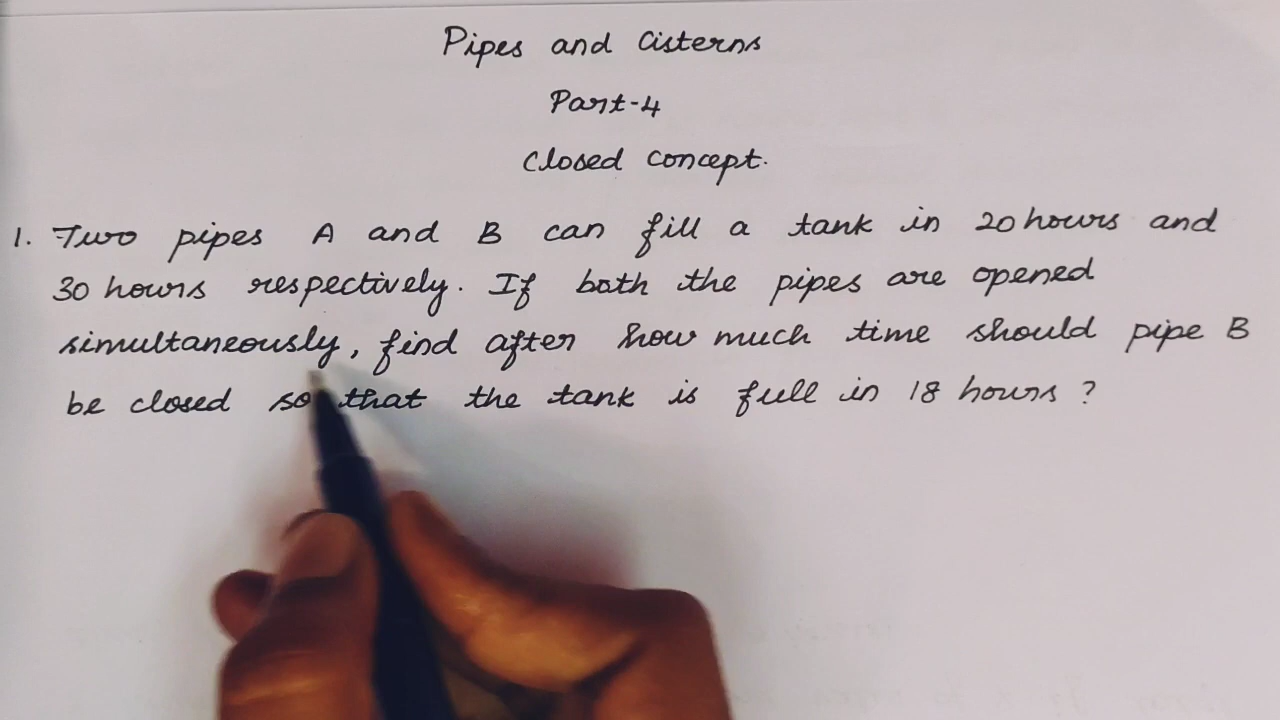 Pipes and Cisterns
Part-4
Closed Concept.
1. Two pipes A and B can fill a tank in 20 hours and
30 hours respectively. If both the pipes are opened
simultaneously, find after how much time should pipe B
be closed so that the tank is full in 18 hours ?